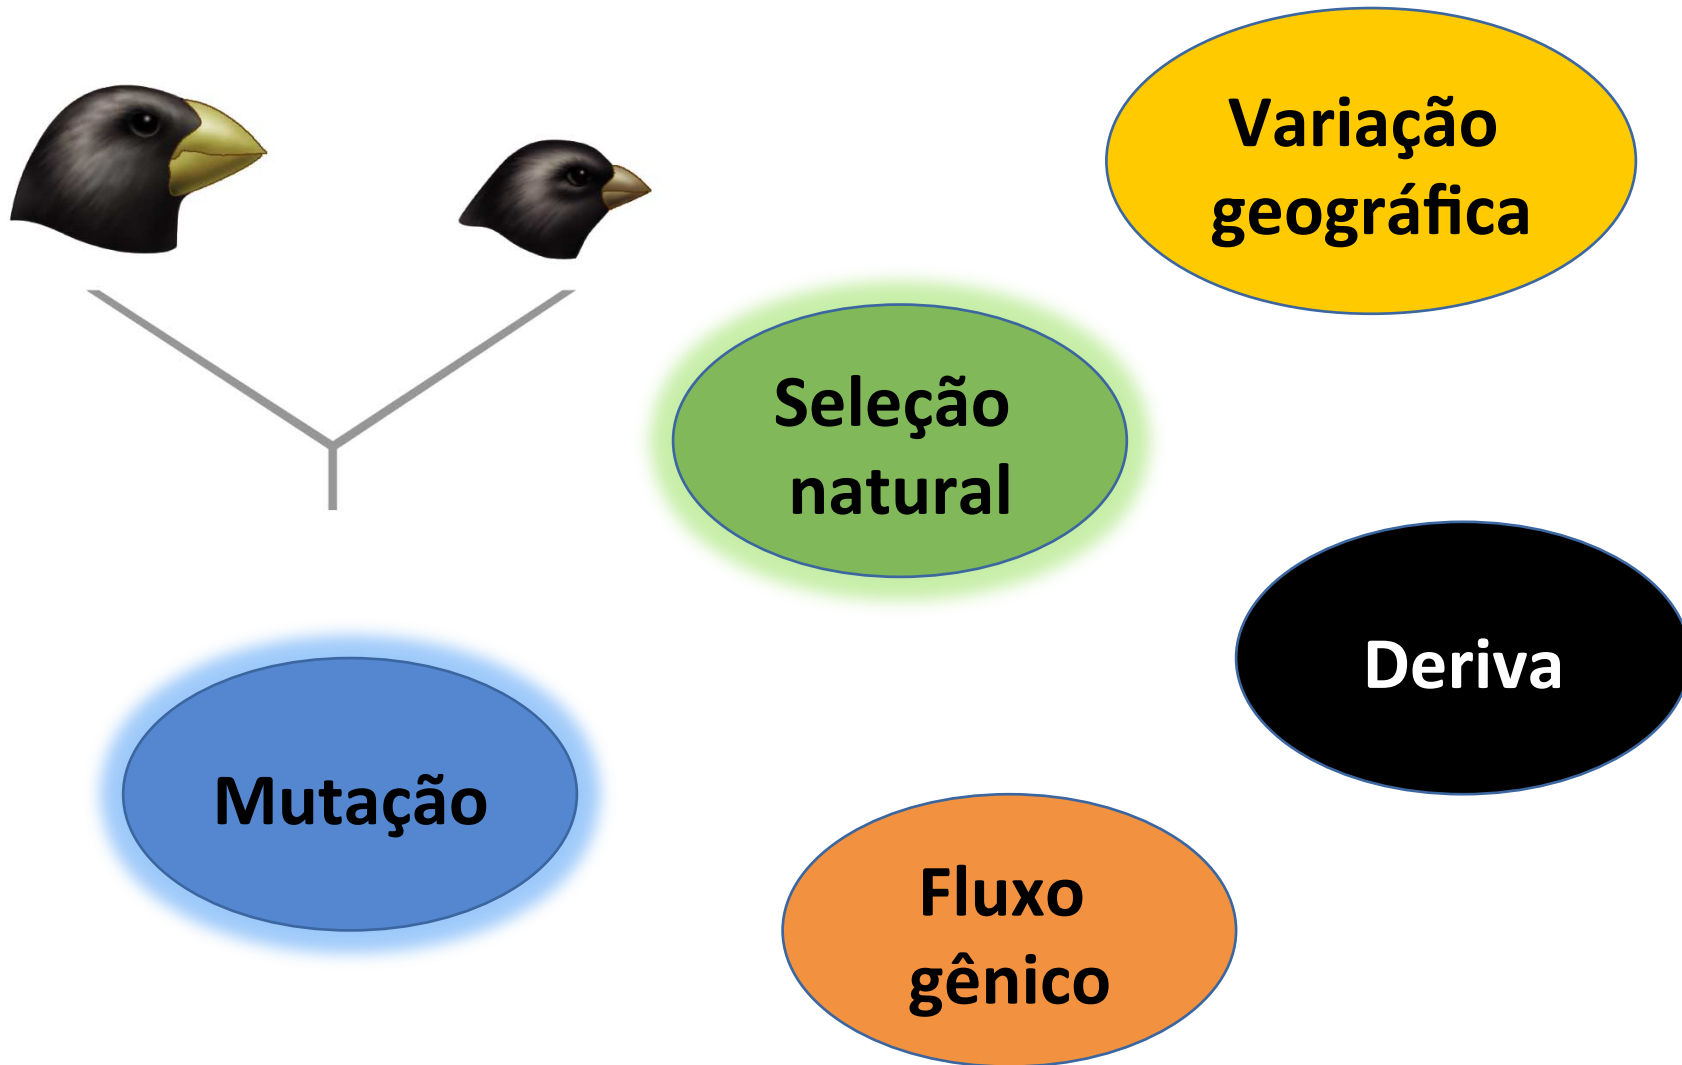 Variação
geográfica
Seleção
natural
Deriva
Mutação
Fluxo
gênico